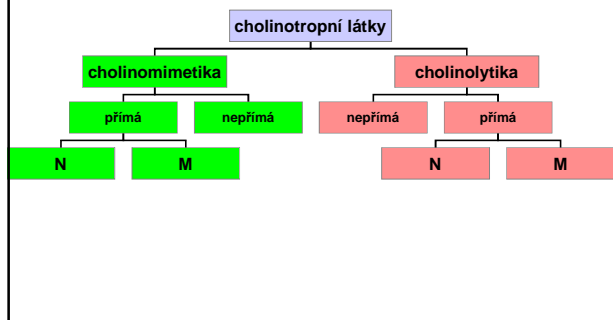 cholinotropní látky
cholinomimetika cholinolytika
přímá nepřímá nepřímá přímá
N M N M